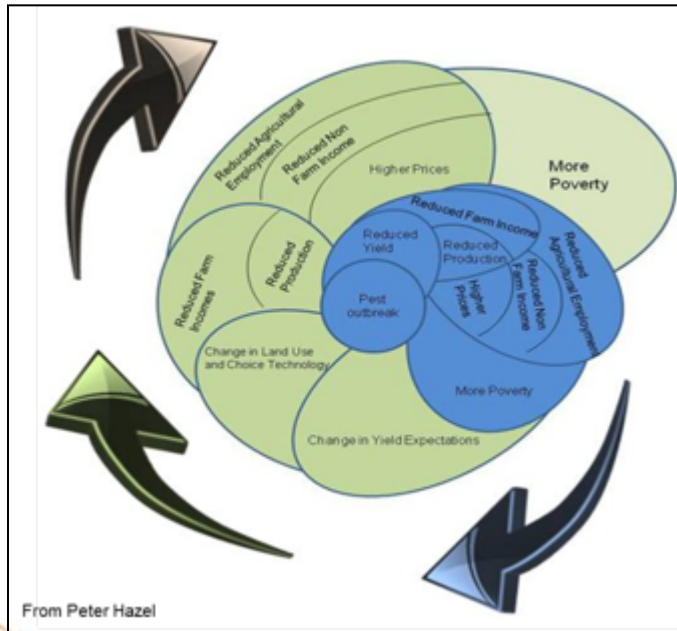 Reduced Agricultural
Employment
Reduced Non
Farm Income
Higher Prices
More
Poverty
Reduced Farm
Incomes
Reduced
Production
Reduced Farm Income
Reduced
Yield
Reduced
Production
Reduced
Agricultural Employment
Reduced Non
Farm Income
Higher
Prices
Pest
outbreak
Change in Land Use
and Choice Technology
More Poverty
Change in Yield Expectations
From Peter Hazel